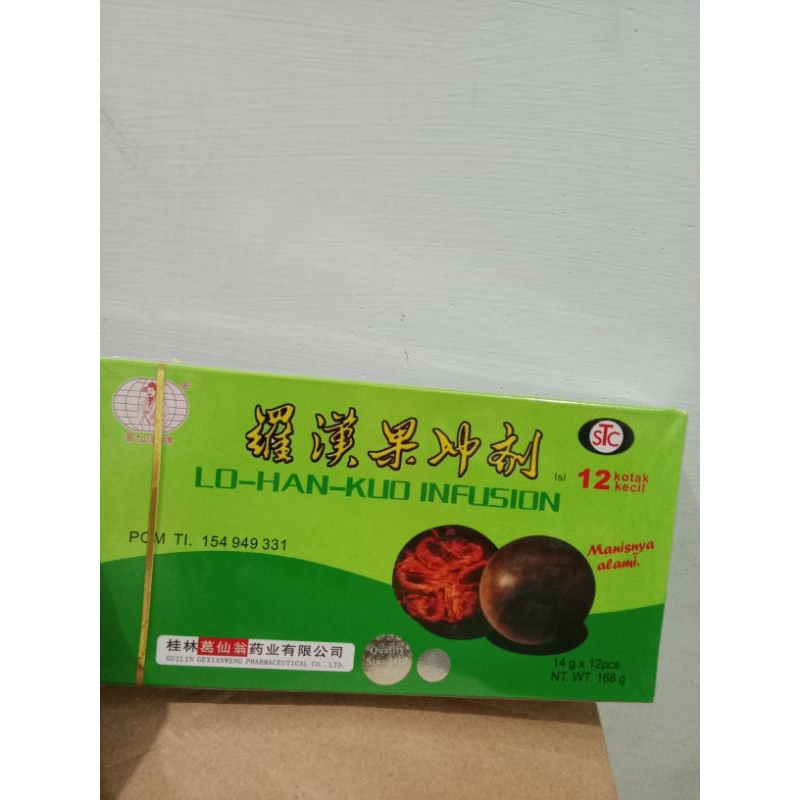 羅漢果冲剂
LO-HAN-KUO INFUSION
STC
Isi 12 kotak kecil
POM TI. 154 949 331
Manisnya
alami.
桂林葛仙翁药业有限公司
GUILIN GEXIANWENG PHARMACEUTICAL CO.,LTD.
Quality
Standard
14 g x 12pcs
NT. WT. 168 g